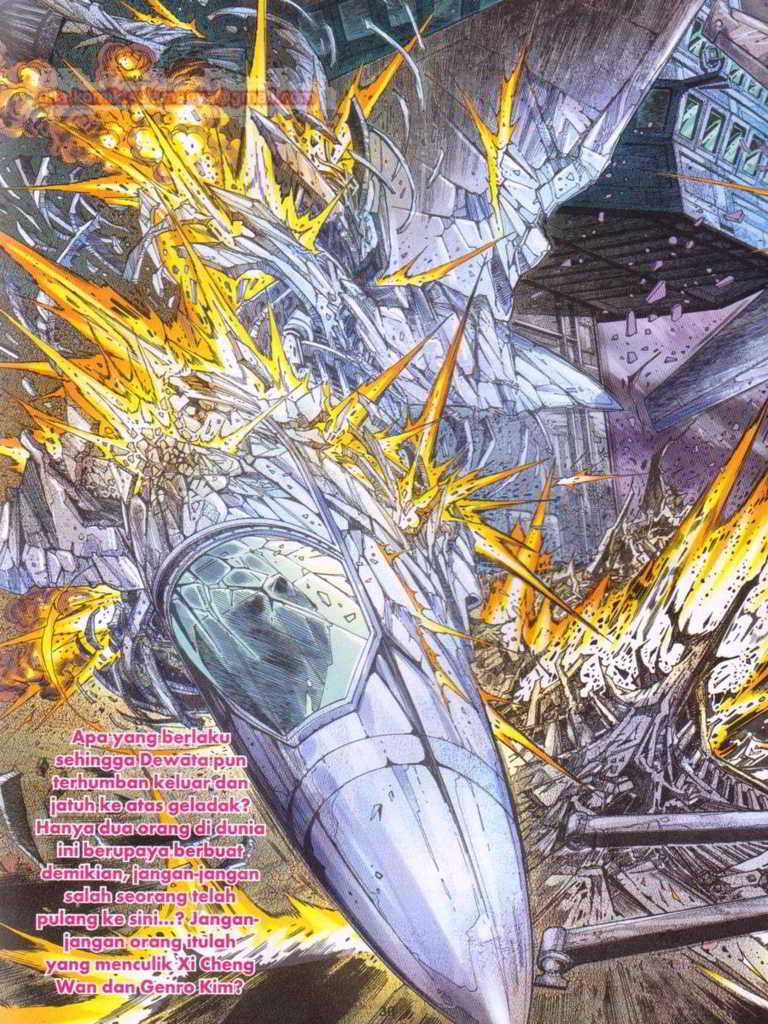 Apa yang berlaku
sehingga Dewata pun
terhumban keluar dan
jatuh ke atas geladak?
Hanya dua orang di dunia
ini berupaya berbuat
demikian, jangan-jangan
salah seorang telah
pulang ke sini...? Jangan-
jangan orang itulah
yang menculik Xi Cheng
Wan dan Genro Kim?